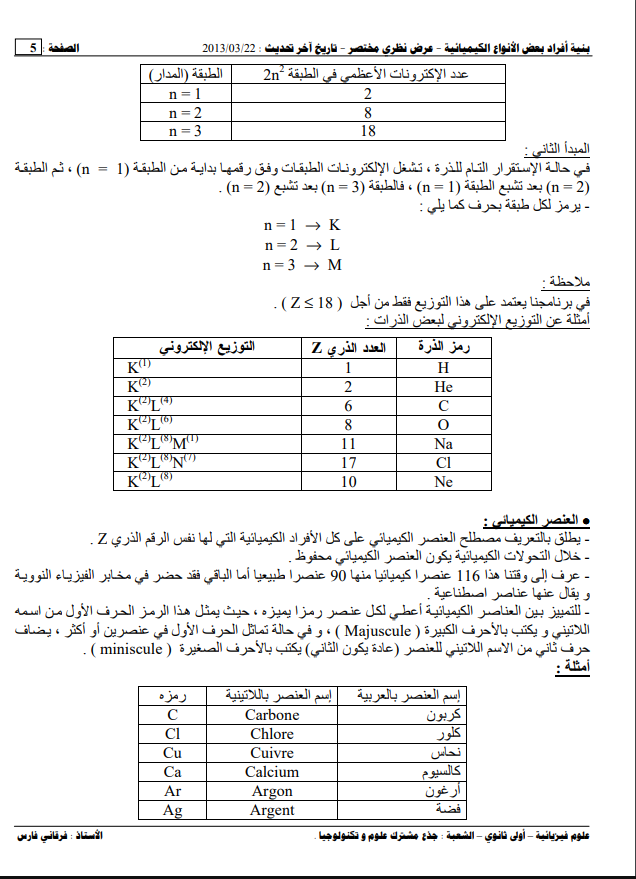 بنية أفراد بعض الأنواع الكيميائية – عرض نظري مختصر – تاريخ آخر تحديث : 2013/03/22 الصفحة : 5
الطبقة (المدار) عدد الإكترونات الأعظمي في الطبقة 2n²
n = 1 2
n = 2 8
n = 3 18
المبدأ الثاني :
في حالة الإستقرار التام للذرة ، تشغل الإلكترونات الطبقات وفق رقمها بداية من الطبقة (n = 1) ، ثم الطبقة
(n = 2) بعد تشبع الطبقة (n = 1) ، فالطبقة (n = 3) بعد تشبع (n = 2) .
- يرمز لكل طبقة بحرف كما يلي :
n = 1 → K
n = 2 → L
n = 3 → M
ملاحظة :
في برنامجنا يعتمد على هذا التوزيع فقط من أجل ( Z ≤ 18 ) .
أمثلة عن التوزيع الإلكتروني لبعض الذرات :
رمز الذرة العدد الذري Z التوزيع الإلكتروني
H 1 K⁽¹⁾
He 2 K⁽²⁾
C 6 K⁽²⁾L⁽⁴⁾
O 8 K⁽²⁾L⁽⁶⁾
Na 11 K⁽²⁾L⁽⁸⁾M⁽¹⁾
Cl 17 K⁽²⁾L⁽⁸⁾N⁽⁷⁾
Ne 10 K⁽²⁾L⁽⁸⁾
● العنصر الكيميائي :
- يطلق بالتعريف مصطلح العنصر الكيميائي على كل الأفراد الكيميائية التي لها نفس الرقم الذري Z .
- خلال التحولات الكيميائية يكون العنصر الكيميائي محفوظ .
- عرف إلى وقتنا هذا 116 عنصرا كيميائيا منها 90 عنصرا طبيعيا أما الباقي فقد حضر في مخابر الفيزياء النووية
و يقال عنها عناصر اصطناعية .
- للتمييز بين العناصر الكيميائية أعطي لكل عنصر رمزا يميزه ، حيث يمثل هذا الرمز الحرف الأول من اسمه
اللاتيني و يكتب بالأحرف الكبيرة ( Majuscule ) ، و في حالة تماثل الحرف الأول في عنصرين أو أكثر ، يضاف
حرف ثاني من الاسم اللاتيني للعنصر (عادة يكون الثاني) يكتب بالأحرف الصغيرة ( miniscule ) .
أمثلة :
إسم العنصر بالعربية إسم العنصر باللاتينية رمزه
كربون Carbone C
كلور Chlore Cl
نحاس Cuivre Cu
كالسيوم Calcium Ca
أرغون Argon Ar
فضة Argent Ag
علوم فيزيائية – أولى ثانوي – الشعبة : جذع مشترك علوم و تكنولوجيا . الأستاذ : فرقاني فارس